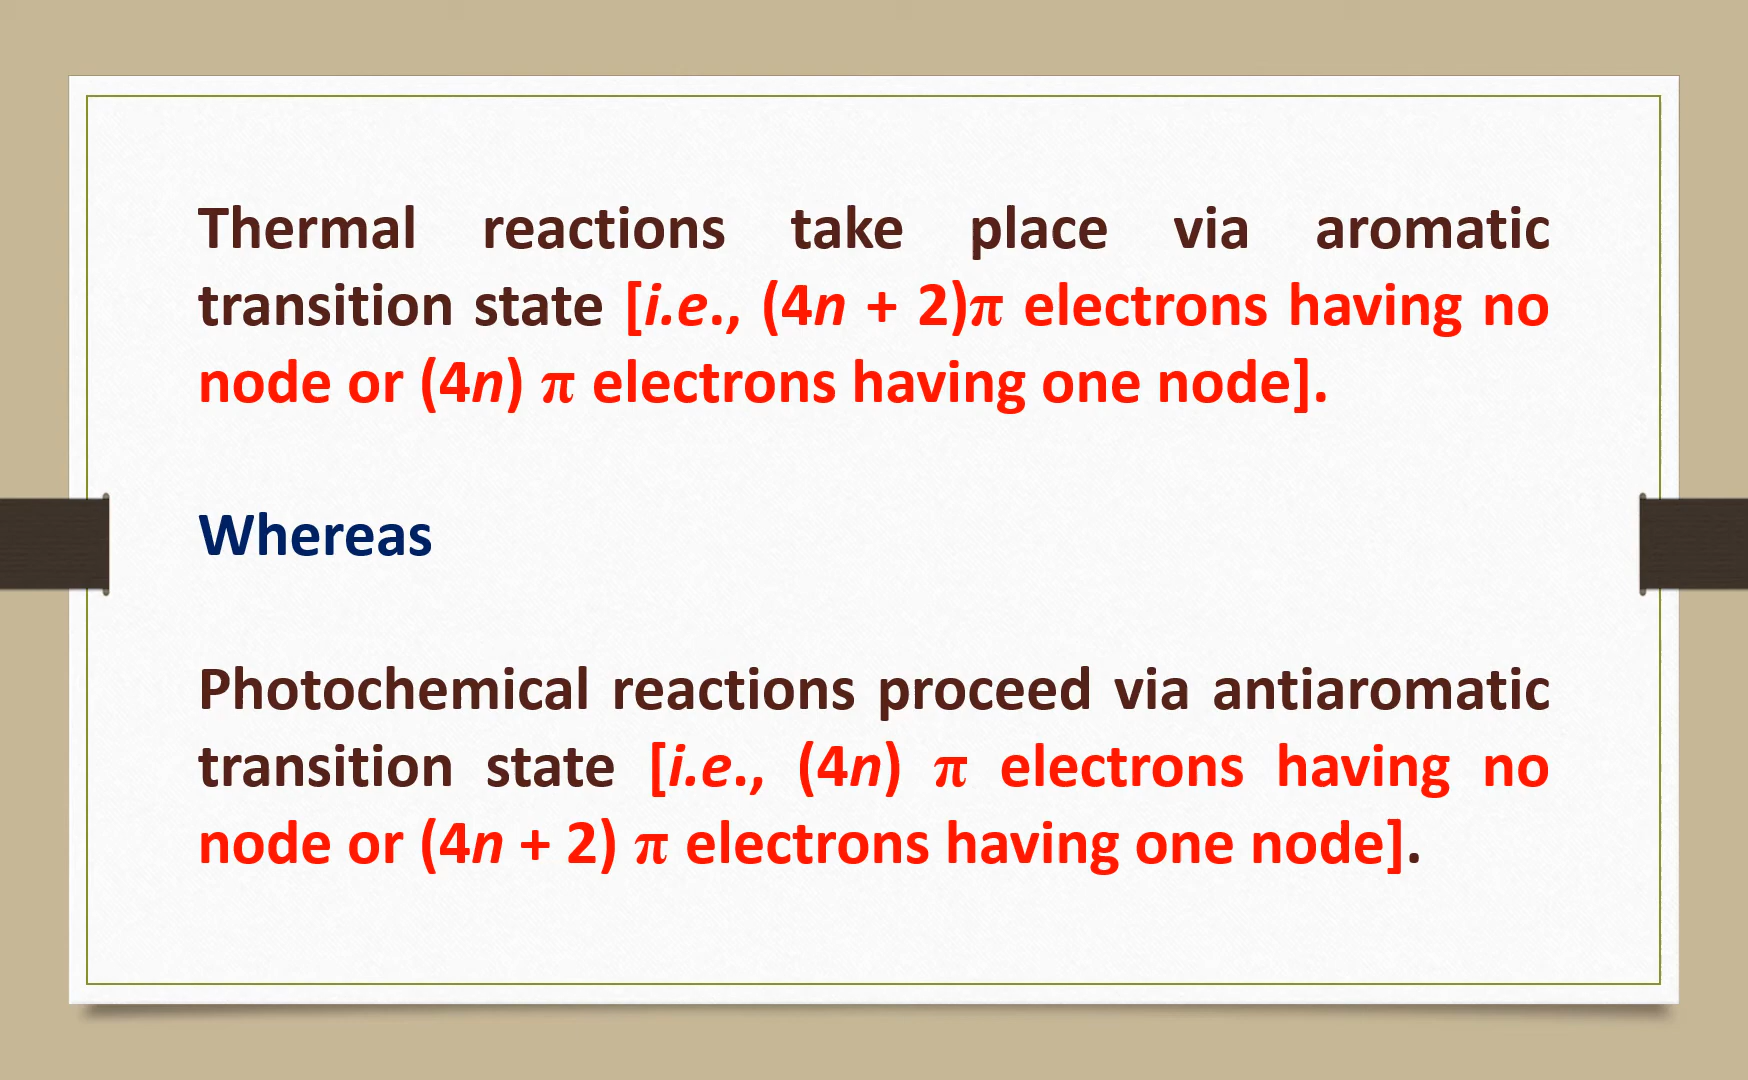 Thermal reactions take place via aromatic
transition state [i.e., (4n + 2)π electrons having no
node or (4n) π electrons having one node].
Whereas
Photochemical reactions proceed via antiaromatic
transition state [i.e., (4n) π electrons having no
node or (4n + 2) π electrons having one node].